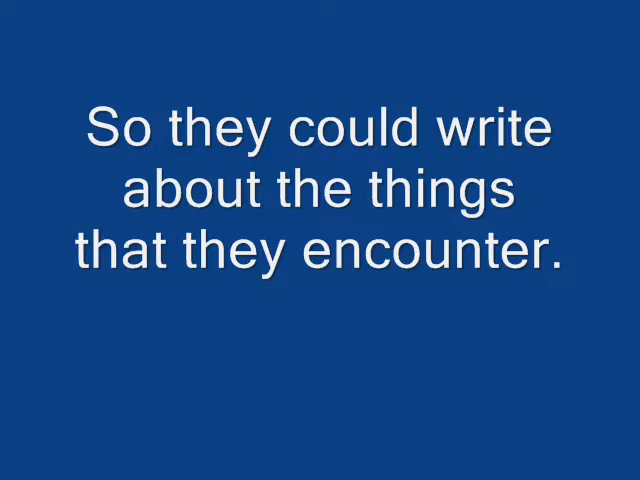 So they could write
about the things
that they encounter.